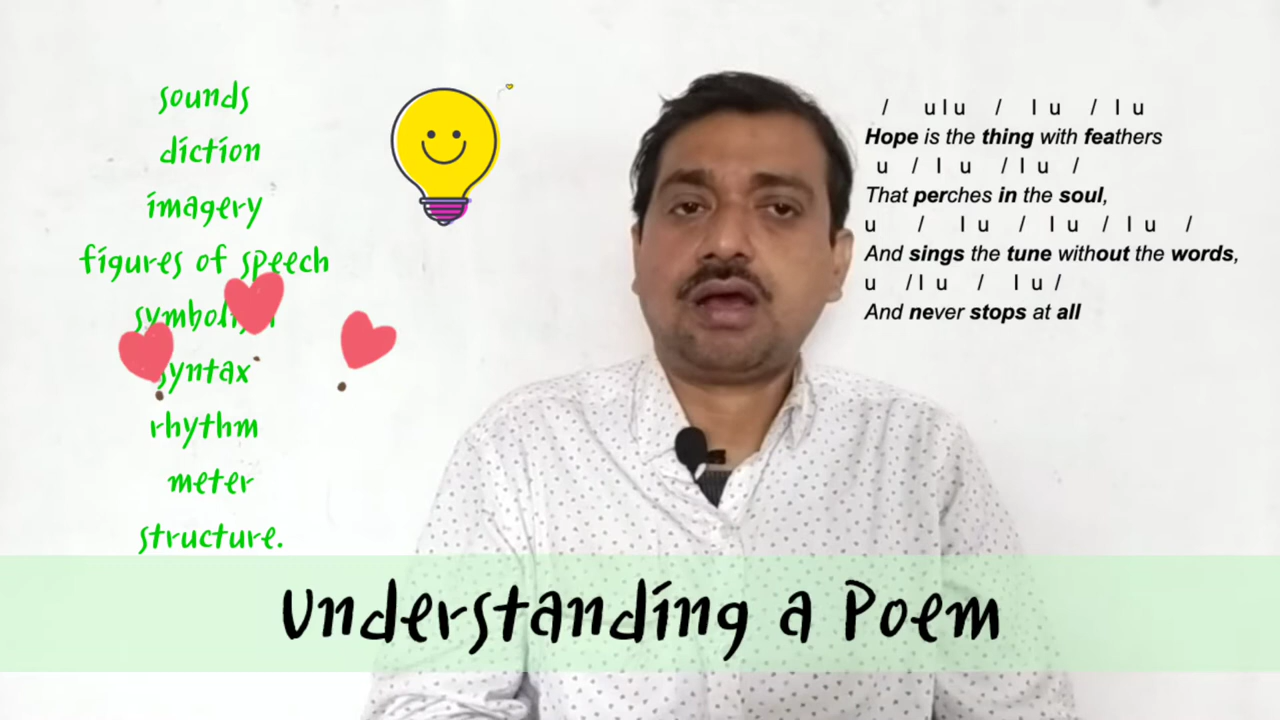 sounds
diction
imagery
figures of speech
syntax
rhythm
meter
structure.
/ u l u / l u / l u
Hope is the thing with feathers
u / l u / l u /
That perches in the soul,
u / l u / l u / l u /
And sings the tune without the words,
u / l u / l u /
And never stops at all
Understanding a Poem